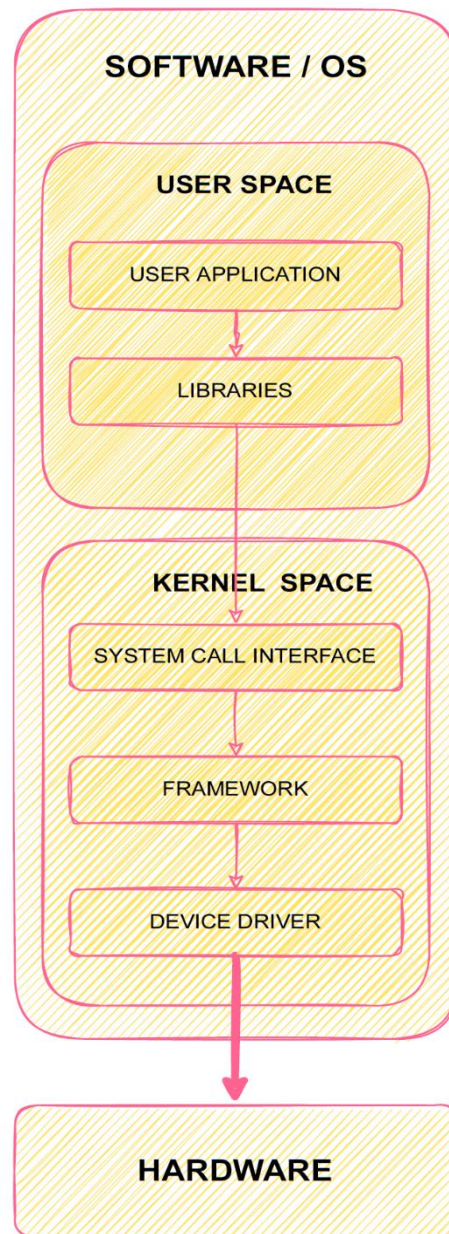 SOFTWARE / OS
USER SPACE
USER APPLICATION
LIBRARIES
KERNEL SPACE
SYSTEM CALL INTERFACE
FRAMEWORK
DEVICE DRIVER
HARDWARE